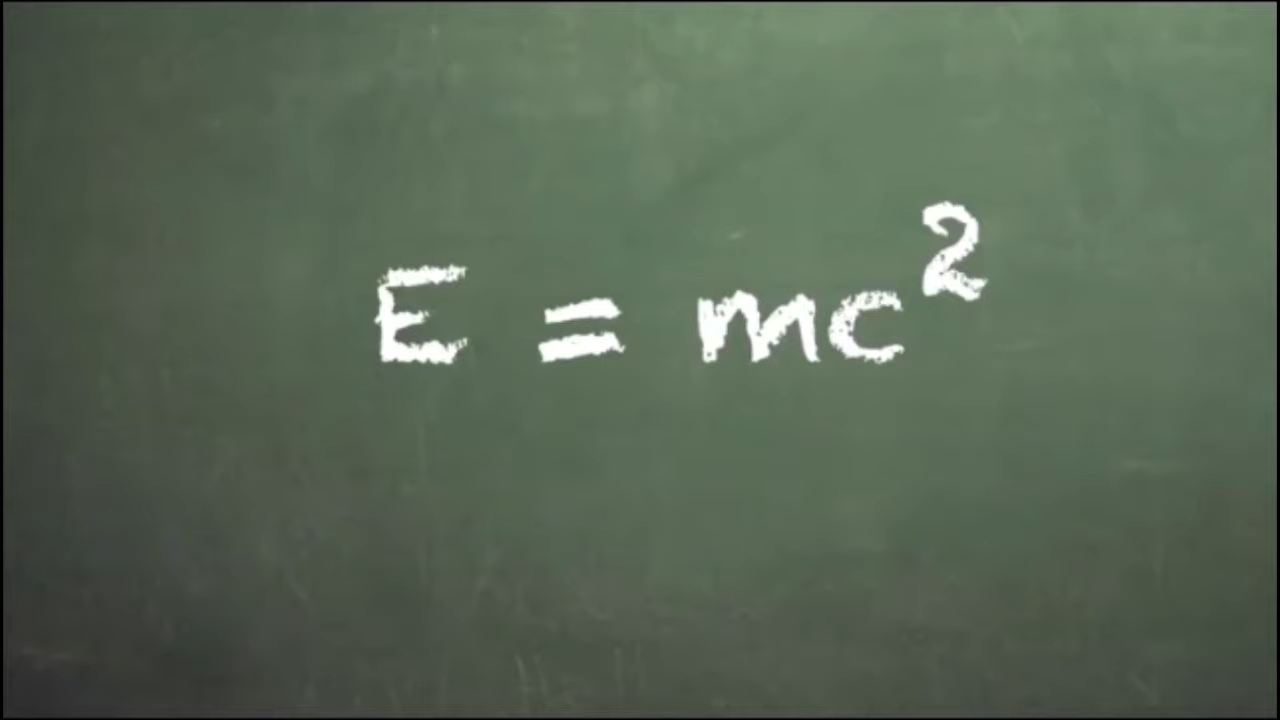 E = mc²